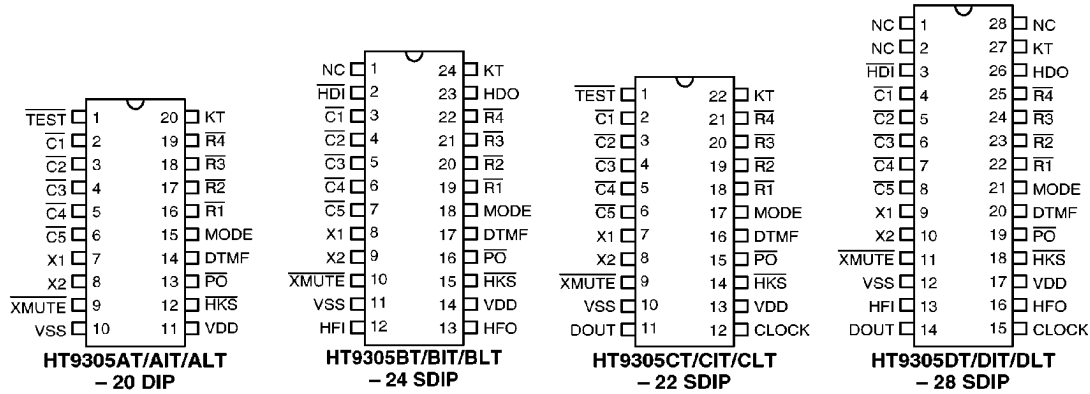 TEST 1 20 KT
C1 2 19 R4
C2 3 18 R3
C3 4 17 R2
C4 5 16 R1
C5 6 15 MODE
X1 7 14 DTMF
X2 8 13 PO
XMUTE 9 12 HKS
VSS 10 11 VDD
HT9305AT/AIT/ALT
– 20 DIP
NC 1 24 KT
HDI 2 23 HDO
C1 3 22 R4
C2 4 21 R3
C3 5 20 R2
C4 6 19 R1
C5 7 18 MODE
X1 8 17 DTMF
X2 9 16 PO
XMUTE 10 15 HKS
VSS 11 14 VDD
HFI 12 13 HFO
HT9305BT/BIT/BLT
– 24 SDIP
TEST 1 22 KT
C1 2 21 R4
C2 3 20 R3
C3 4 19 R2
C4 5 18 R1
C5 6 17 MODE
X1 7 16 DTMF
X2 8 15 PO
XMUTE 9 14 HKS
VSS 10 13 VDD
DOUT 11 12 CLOCK
HT9305CT/CIT/CLT
– 22 SDIP
NC 1 28 NC
NC 2 27 KT
HDI 3 26 HDO
C1 4 25 R4
C2 5 24 R3
C3 6 23 R2
C4 7 22 R1
C5 8 21 MODE
X1 9 20 DTMF
X2 10 19 PO
XMUTE 11 18 HKS
VSS 12 17 VDD
HFI 13 16 HFO
DOUT 14 15 CLOCK
HT9305DT/DIT/DLT
– 28 SDIP